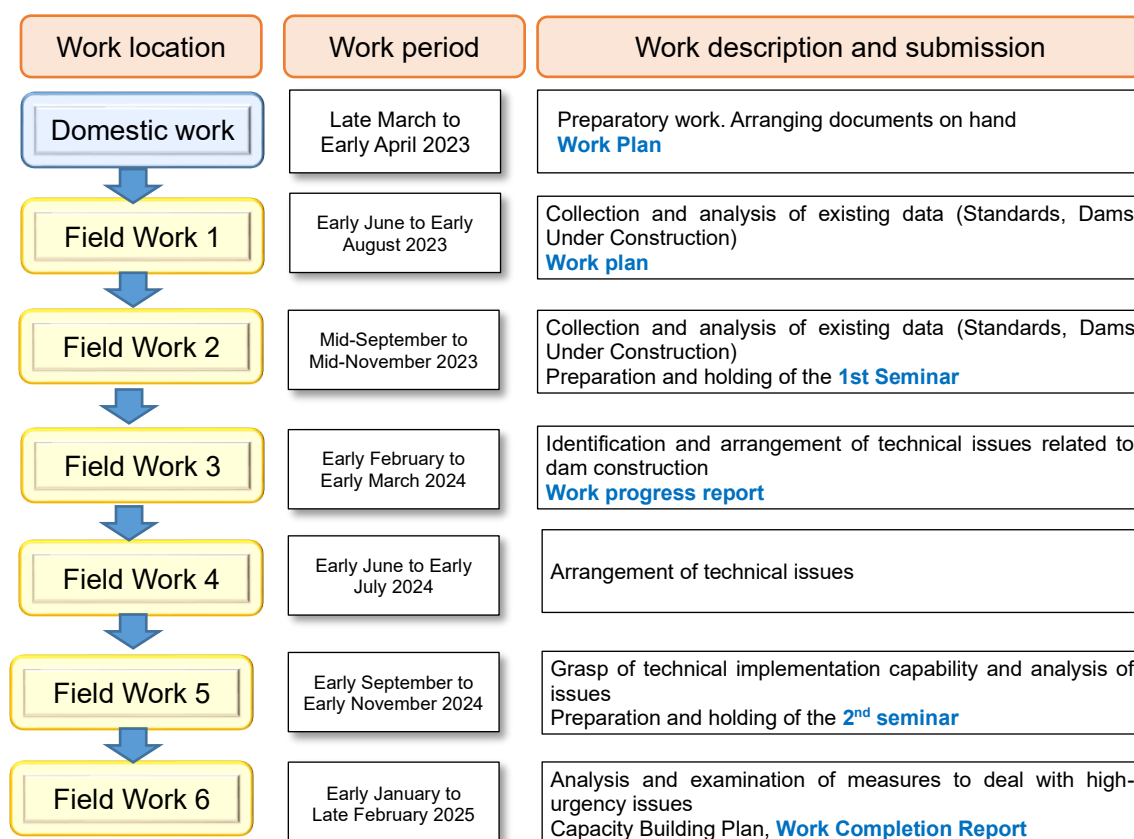 Work location
Work period
Work description and submission
Domestic work
Late March to
Early April 2023
Preparatory work. Arranging documents on hand
Work Plan
Field Work 1
Early June to Early
August 2023
Collection and analysis of existing data (Standards, Dams
Under Construction)
Work plan
Field Work 2
Mid-September to
Mid-November 2023
Collection and analysis of existing data (Standards, Dams
Under Construction)
Preparation and holding of the 1st Seminar
Field Work 3
Early February to
Early March 2024
Identification and arrangement of technical issues related to
dam construction
Work progress report
Field Work 4
Early June to Early
July 2024
Arrangement of technical issues
Field Work 5
Early September to
Early November 2024
Grasp of technical implementation capability and analysis of
issues
Preparation and holding of the 2nd seminar
Field Work 6
Early January to
Late February 2025
Analysis and examination of measures to deal with high-
urgency issues
Capacity Building Plan, Work Completion Report